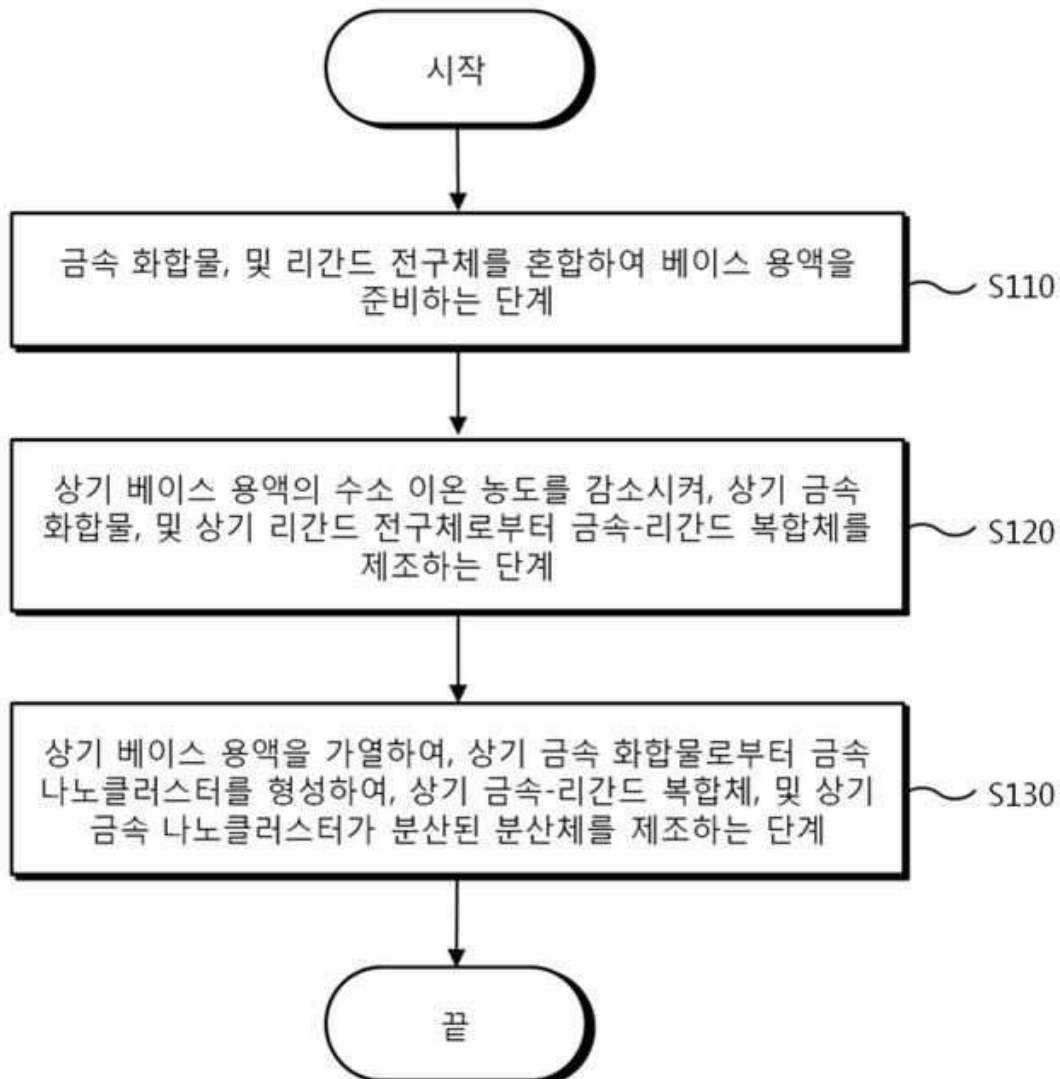 시작
금속 화합물, 및 리간드 전구체를 혼합하여 베이스 용액을
준비하는 단계
S110
상기 베이스 용액의 수소 이온 농도를 감소시켜, 상기 금속
화합물, 및 상기 리간드 전구체로부터 금속-리간드 복합체를
제조하는 단계
S120
상기 베이스 용액을 가열하여, 상기 금속 화합물로부터 금속
나노클러스터를 형성하여, 상기 금속-리간드 복합체, 및 상기
금속 나노클러스터가 분산된 분산체를 제조하는 단계
S130
끝